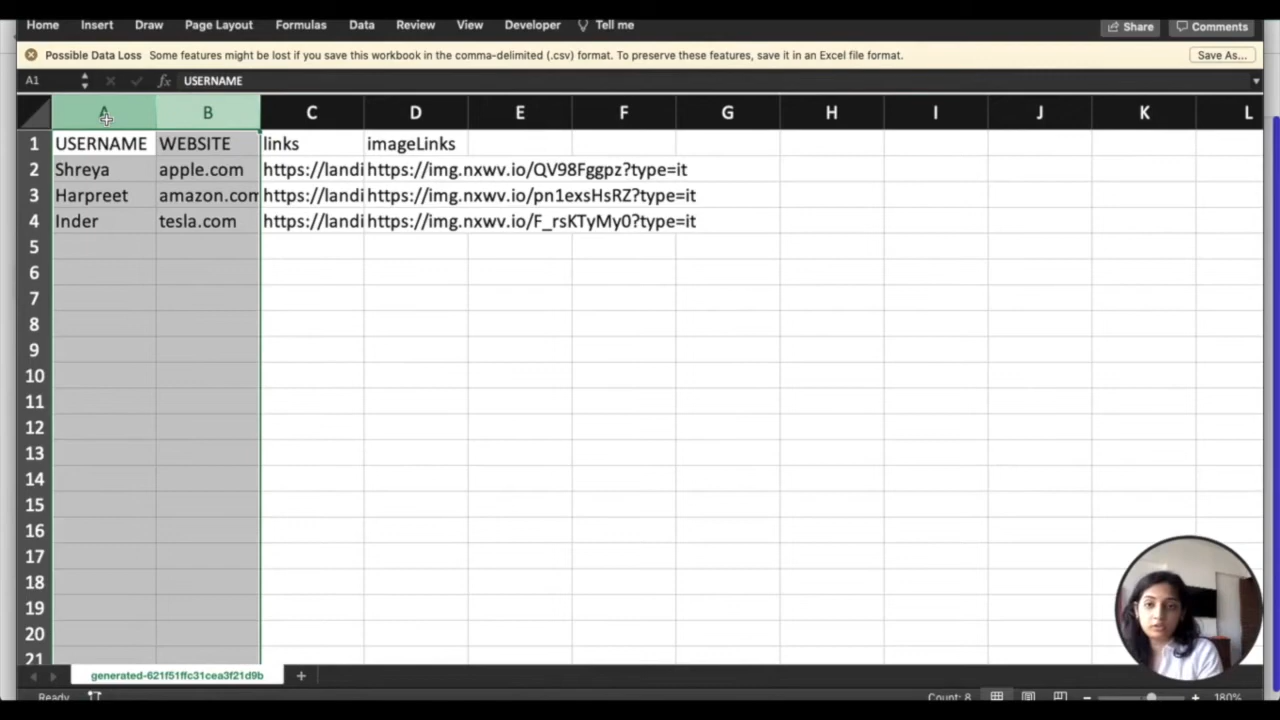 Home Insert Draw Page Layout Formulas Data Review View Developer Tell me Share Comments
Possible Data Loss Some features might be lost if you save this workbook in the comma-delimited (.csv) format. To preserve these features, save it in an Excel file format. Save As...
A1 fx USERNAME
A B C D E F G H I J K L
1 USERNAME WEBSITE links imageLinks
2 Shreya apple.com https://landi https://img.nxwv.io/QV98Fggpz?type=it
3 Harpreet amazon.com https://landi https://img.nxwv.io/pn1exsHsRZ?type=it
4 Inder tesla.com https://landi https://img.nxwv.io/F_rsKTyMy0?type=it
5
6
7
8
9
10
11
12
13
14
15
16
17
18
19
20
21
generated-621f51ffc31cea3f21d9b +
Ready Count: 8 180%